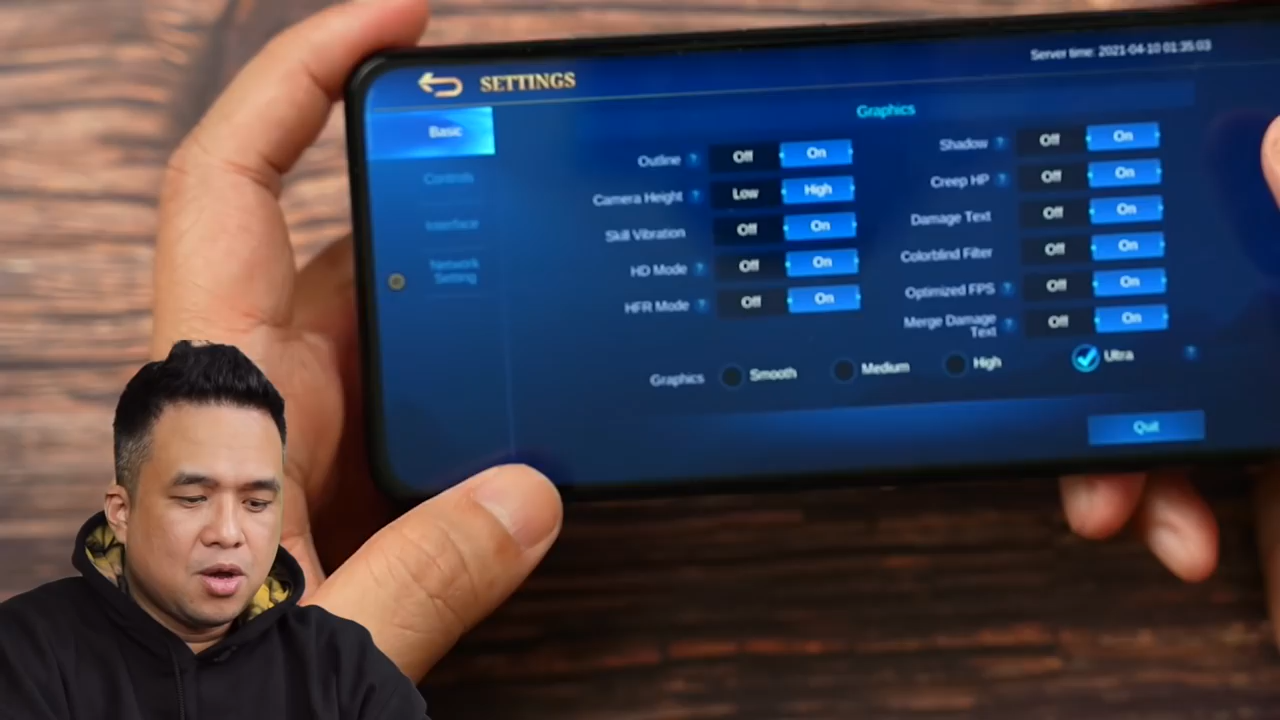 Server time: 2021-04-10 01:35:03
SETTINGS
Basic
Controls
Interface
Network
Setting
Graphics
Outline ? Off On
Camera Height ? Low High
Skill Vibration Off On
HD Mode ? Off On
HFR Mode ? Off On
Shadow ? Off On
Creep HP ? Off On
Damage Text Off On
Colorblind Filter Off On
Optimized FPS ? Off On
Merge Damage
Text ? Off On
Graphics Smooth Medium High Ultra ?
Quit